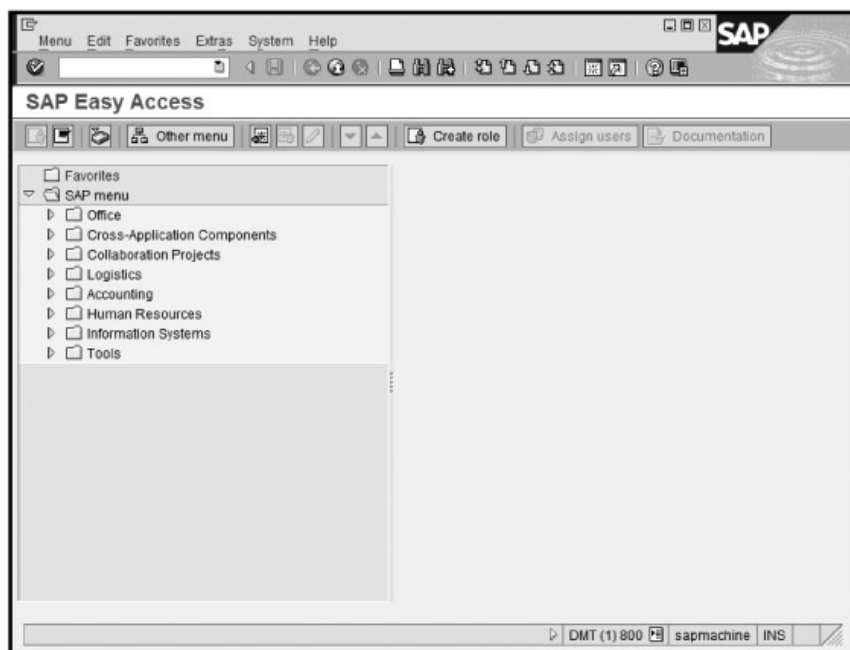 Menu Edit Favorites Extras System Help
SAP
SAP Easy Access
Other menu Create role Assign users Documentation
Favorites
SAP menu
Office
Cross-Application Components
Collaboration Projects
Logistics
Accounting
Human Resources
Information Systems
Tools
DMT (1) 800 sapmachine INS